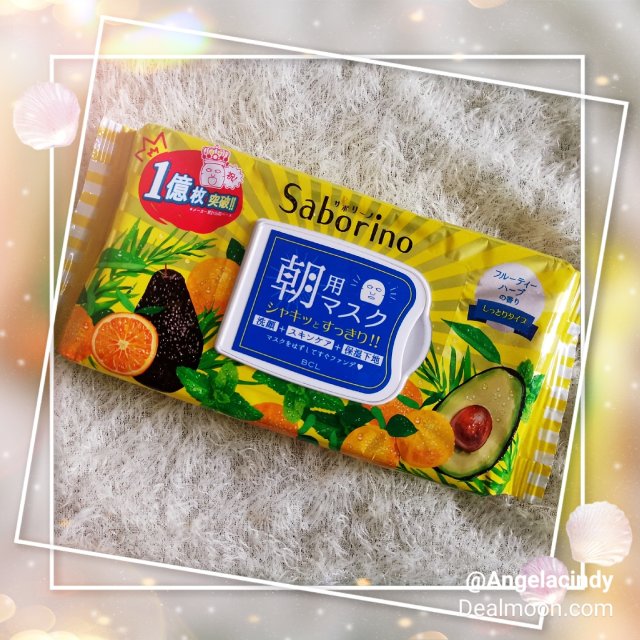 祝!
1億枚突破!!
サボリーノ
Saborino
朝用マスク
シャキッとすっきり!!
洗顔+スキンケア+保湿下地
マスクをはずしてすぐファンデ♥
BCL
フルーティー
ハーブ
の香り
しっとりタイプ
@Angelacindy
Dealmoon.com